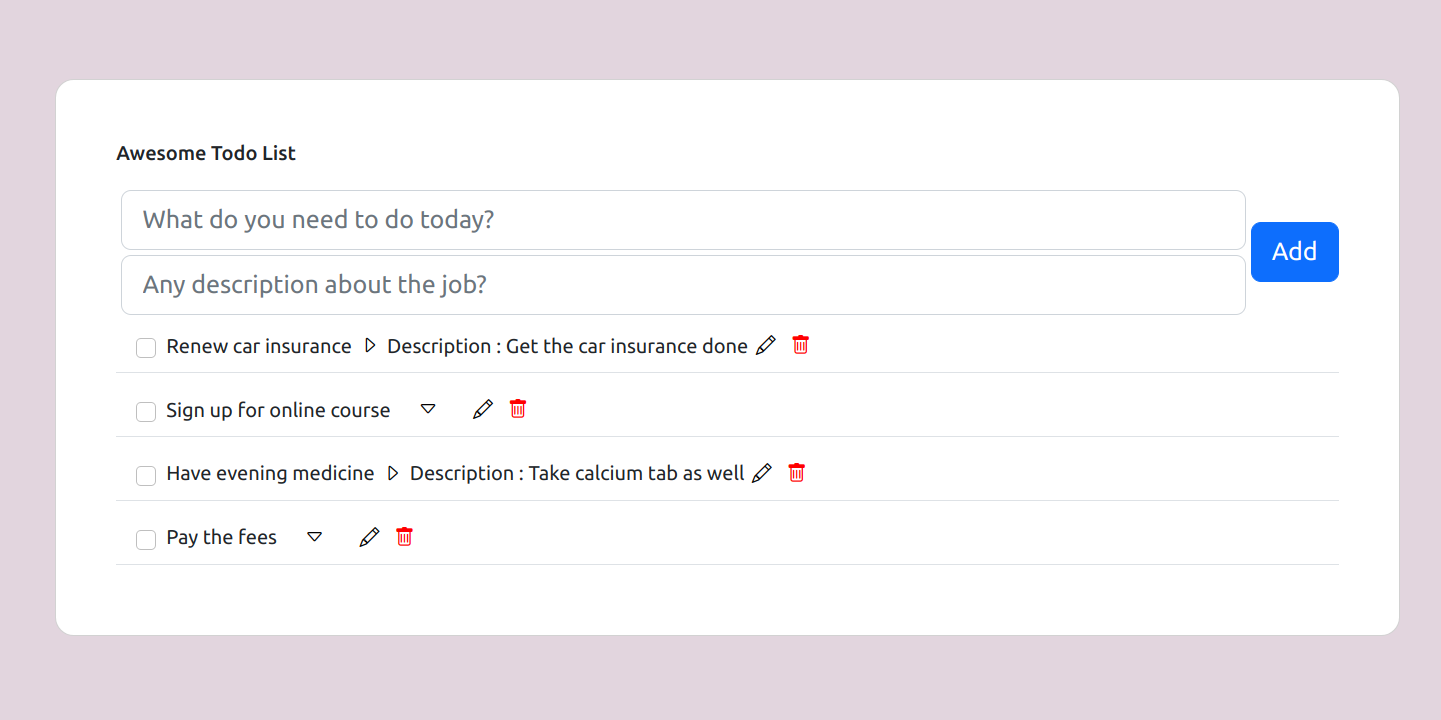 Awesome Todo List
What do you need to do today?
Add
Any description about the job?
Renew car insurance Description : Get the car insurance done
Sign up for online course
Have evening medicine Description : Take calcium tab as well
Pay the fees